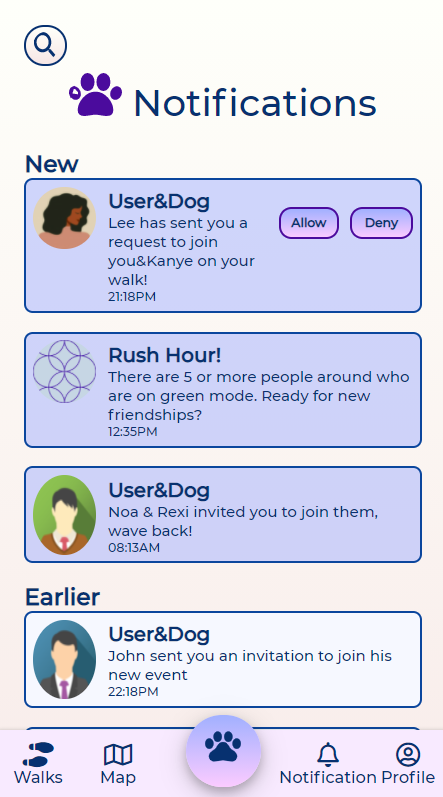 Notifications
New
User&Dog
Lee has sent you a
request to join
you&Kanye on your
walk!
21:18PM
Allow
Deny
Rush Hour!
There are 5 or more people around who
are on green mode. Ready for new
friendships?
12:35PM
User&Dog
Noa & Rexi invited you to join them,
wave back!
08:13AM
Earlier
User&Dog
John sent you an invitation to join his
new event
22:18PM
Walks
Map
Notification
Profile